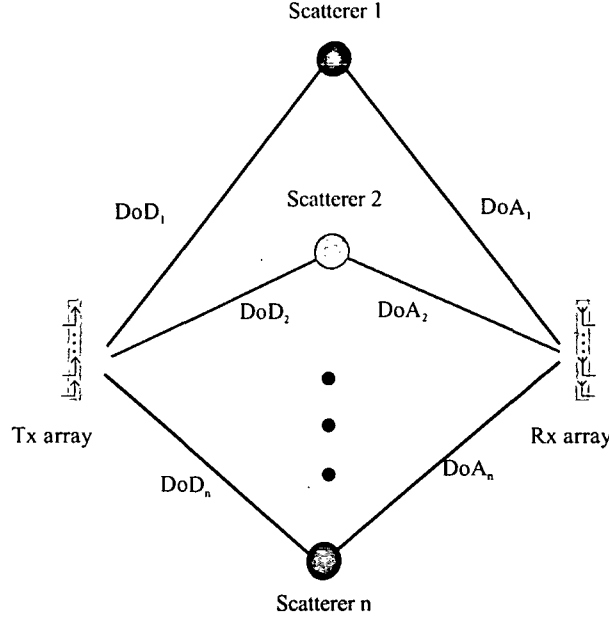 Scatterer 1
DoD₁
Scatterer 2
DoA₁
DoD₂
DoA₂
Tx array
Rx array
DoDₙ
DoAₙ
Scatterer n